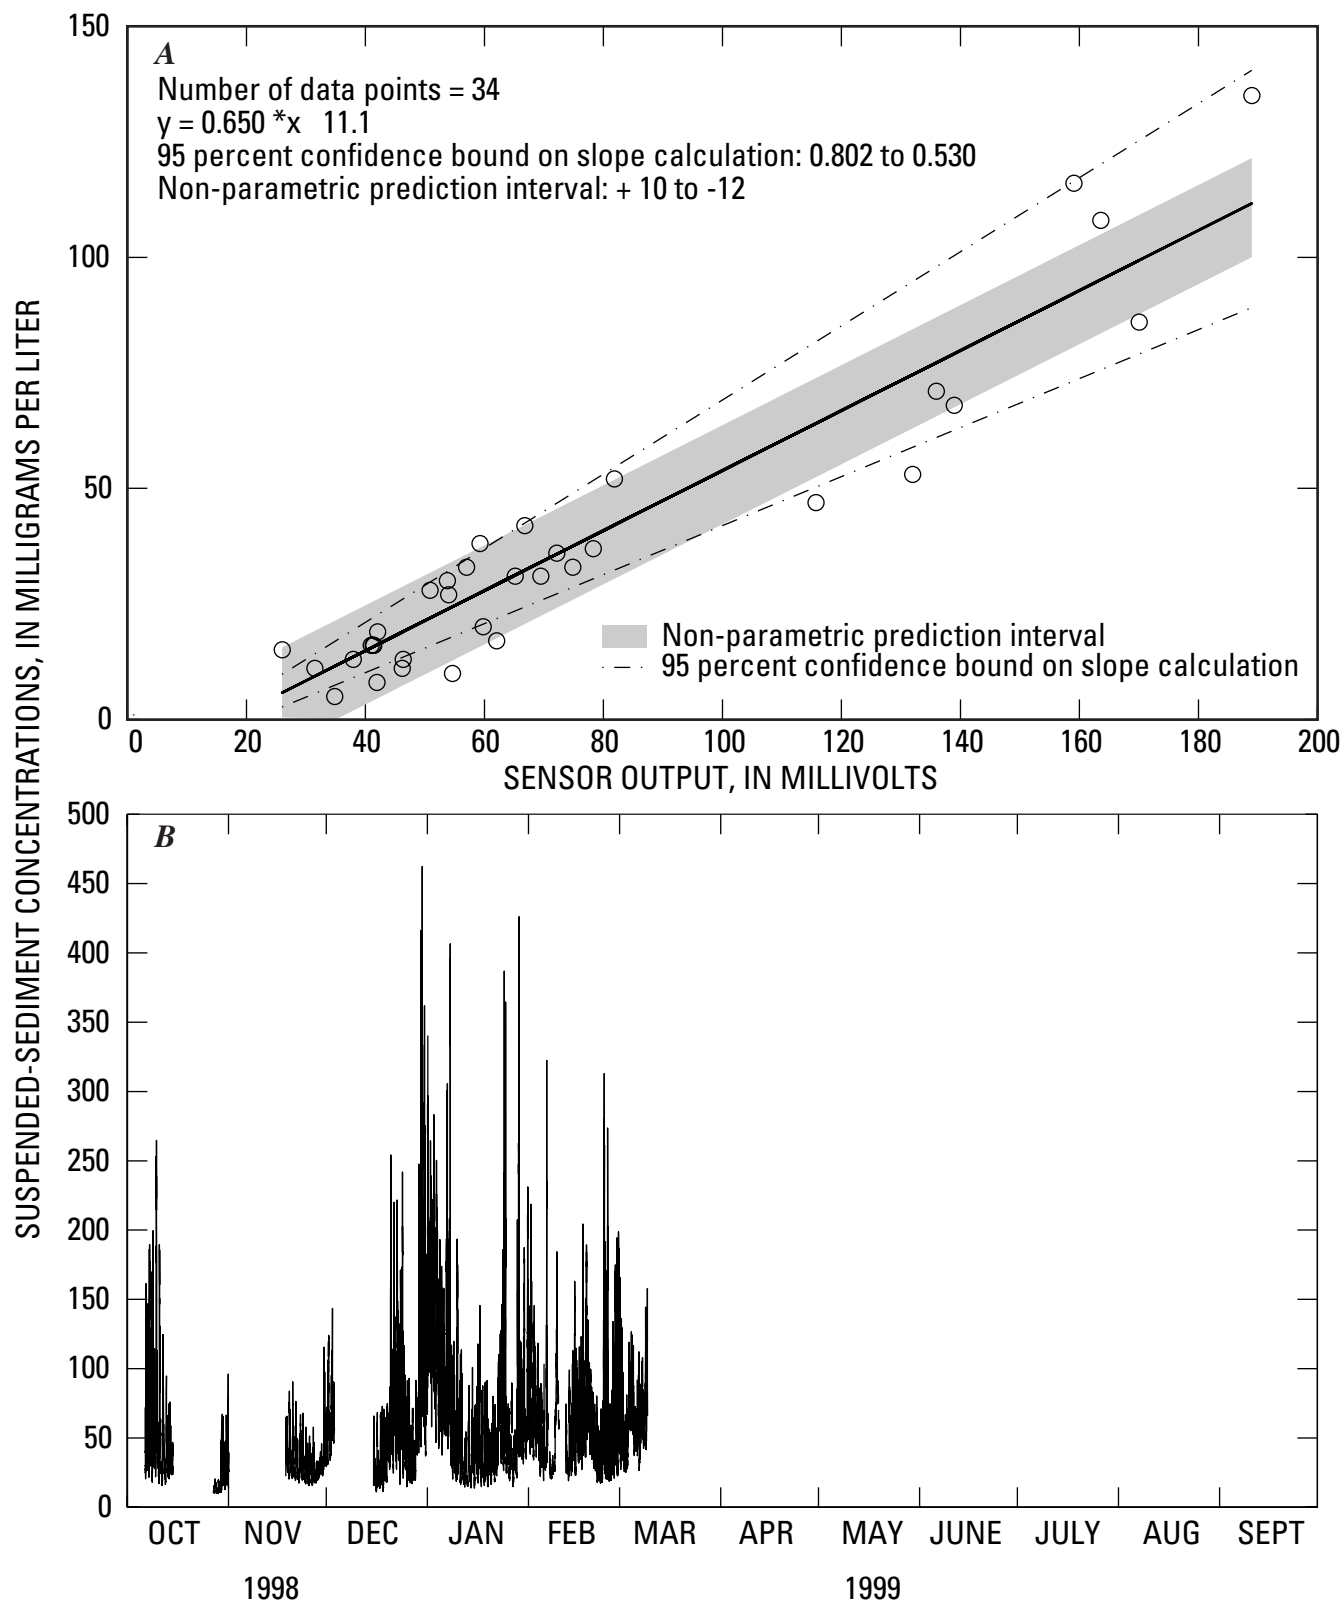 SUSPENDED-SEDIMENT CONCENTRATIONS, IN MILLIGRAMS PER LITER
A
Number of data points = 34
y = 0.650 *x 11.1
95 percent confidence bound on slope calculation: 0.802 to 0.530
Non-parametric prediction interval: + 10 to -12
150
100
50
0
Non-parametric prediction interval
95 percent confidence bound on slope calculation
0 20 40 60 80 100 120 140 160 180 200
SENSOR OUTPUT, IN MILLIVOLTS
B
500
450
400
350
300
250
200
150
100
50
0
OCT NOV DEC JAN FEB MAR APR MAY JUNE JULY AUG SEPT
1998 1999